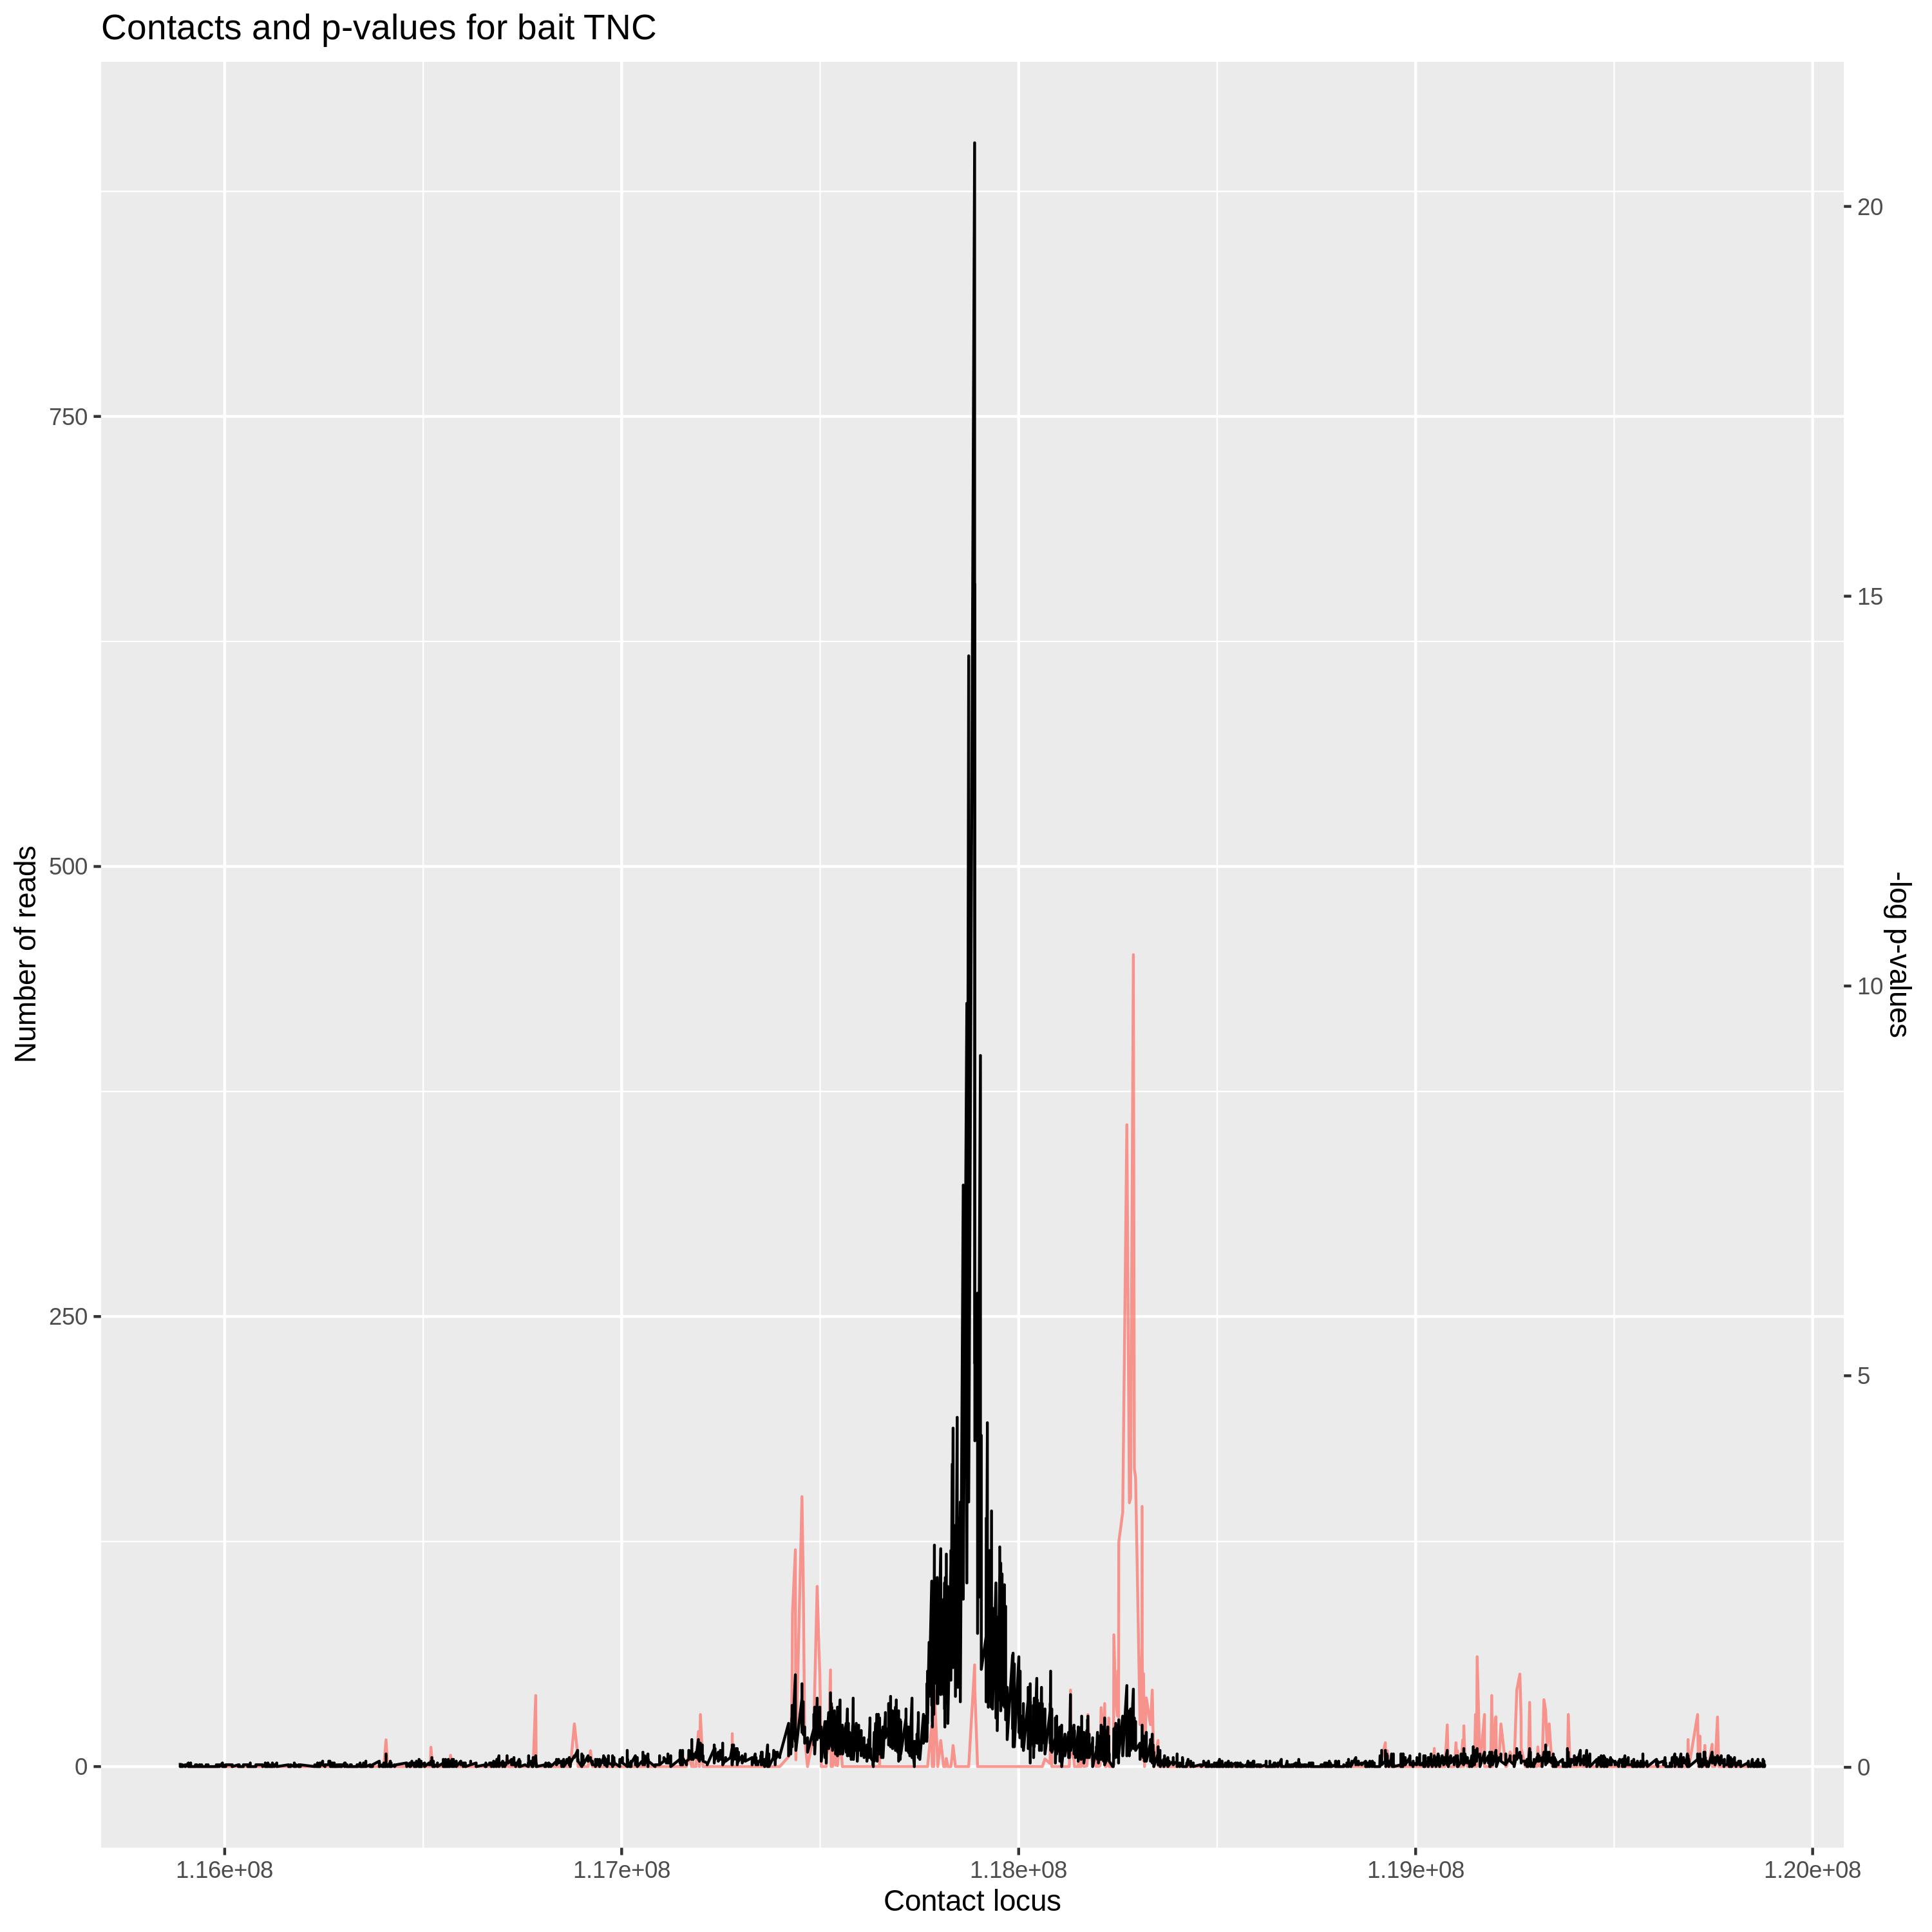 Contacts and p-values for bait TNC
Number of reads
750
500
250
0
20
15
10
5
0
-log p-values
1.16e+08
1.17e+08
1.18e+08
1.19e+08
1.20e+08
Contact locus